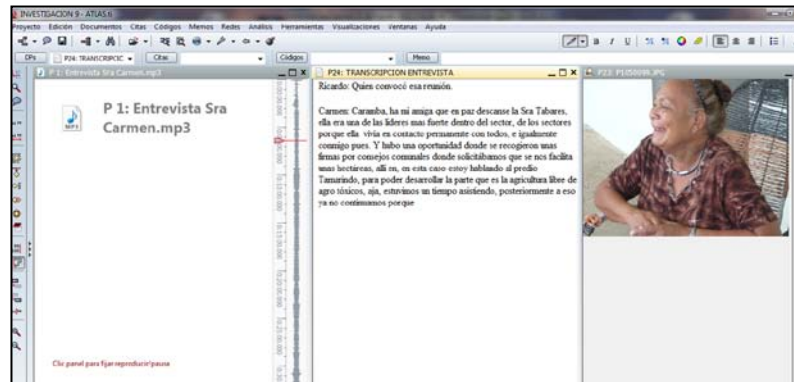 INVESTIGACION 9 - ATLAS.ti
Proyecto Edición Documentos Citas Códigos Memos Redes Análisis Herramientas Visualizaciones Ventanas Ayuda
DPs P24: TRANSCRIPCIC Citas Códigos Memo
P 1: Entrevista Sra Carmen.mp3
P 1: Entrevista Sra
Carmen.mp3
MP3
Clic panel para fijar reproducir/pausa
P24: TRANSCRIPCION ENTREVISTA
Ricardo: Quien convocó esa reunión.
Carmen: Caramba, ha mi amiga que en paz descanse la Sra Tabares,
ella era una de las lideres mas fuerte dentro del sector, de los sectores
porque ella vivía en contacto permanente con todos, e igualmente
conmigo pues. Y hubo una oportunidad donde se recogieron unas
firmas por consejos comunales donde solicitábamos que se nos facilita
unas hectáreas, allí en, en esta caso estoy hablando al predio
Tamarindo, para poder desarrollar la parte que es la agricultura libre de
agro tóxicos, aja, estuvimos un tiempo asistiendo, posteriormente a eso
ya no continuamos porque